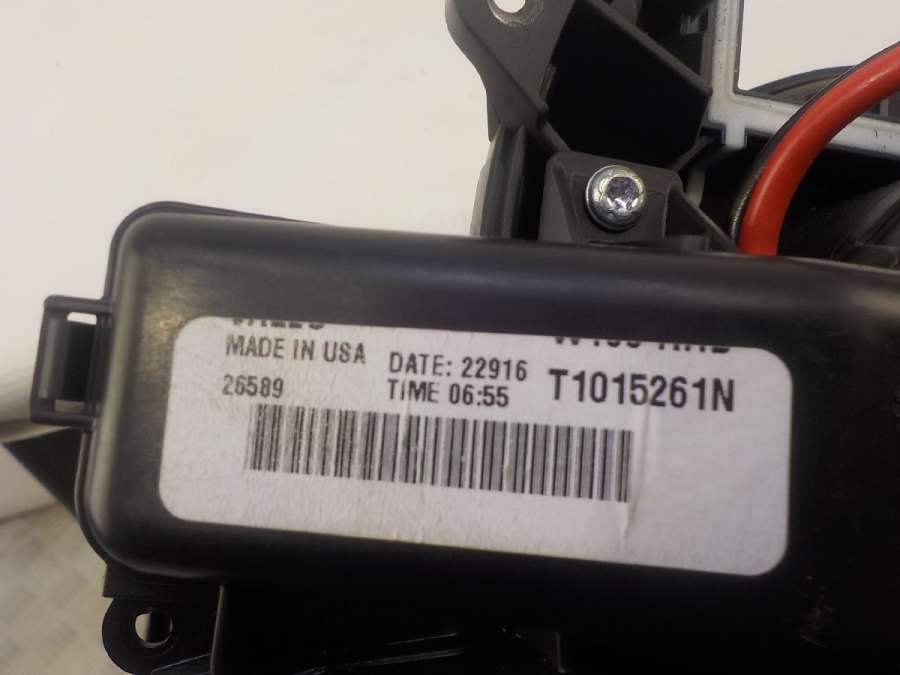 MADE IN USA
DATE: 22916
26589
TIME 06:55
T1015261N